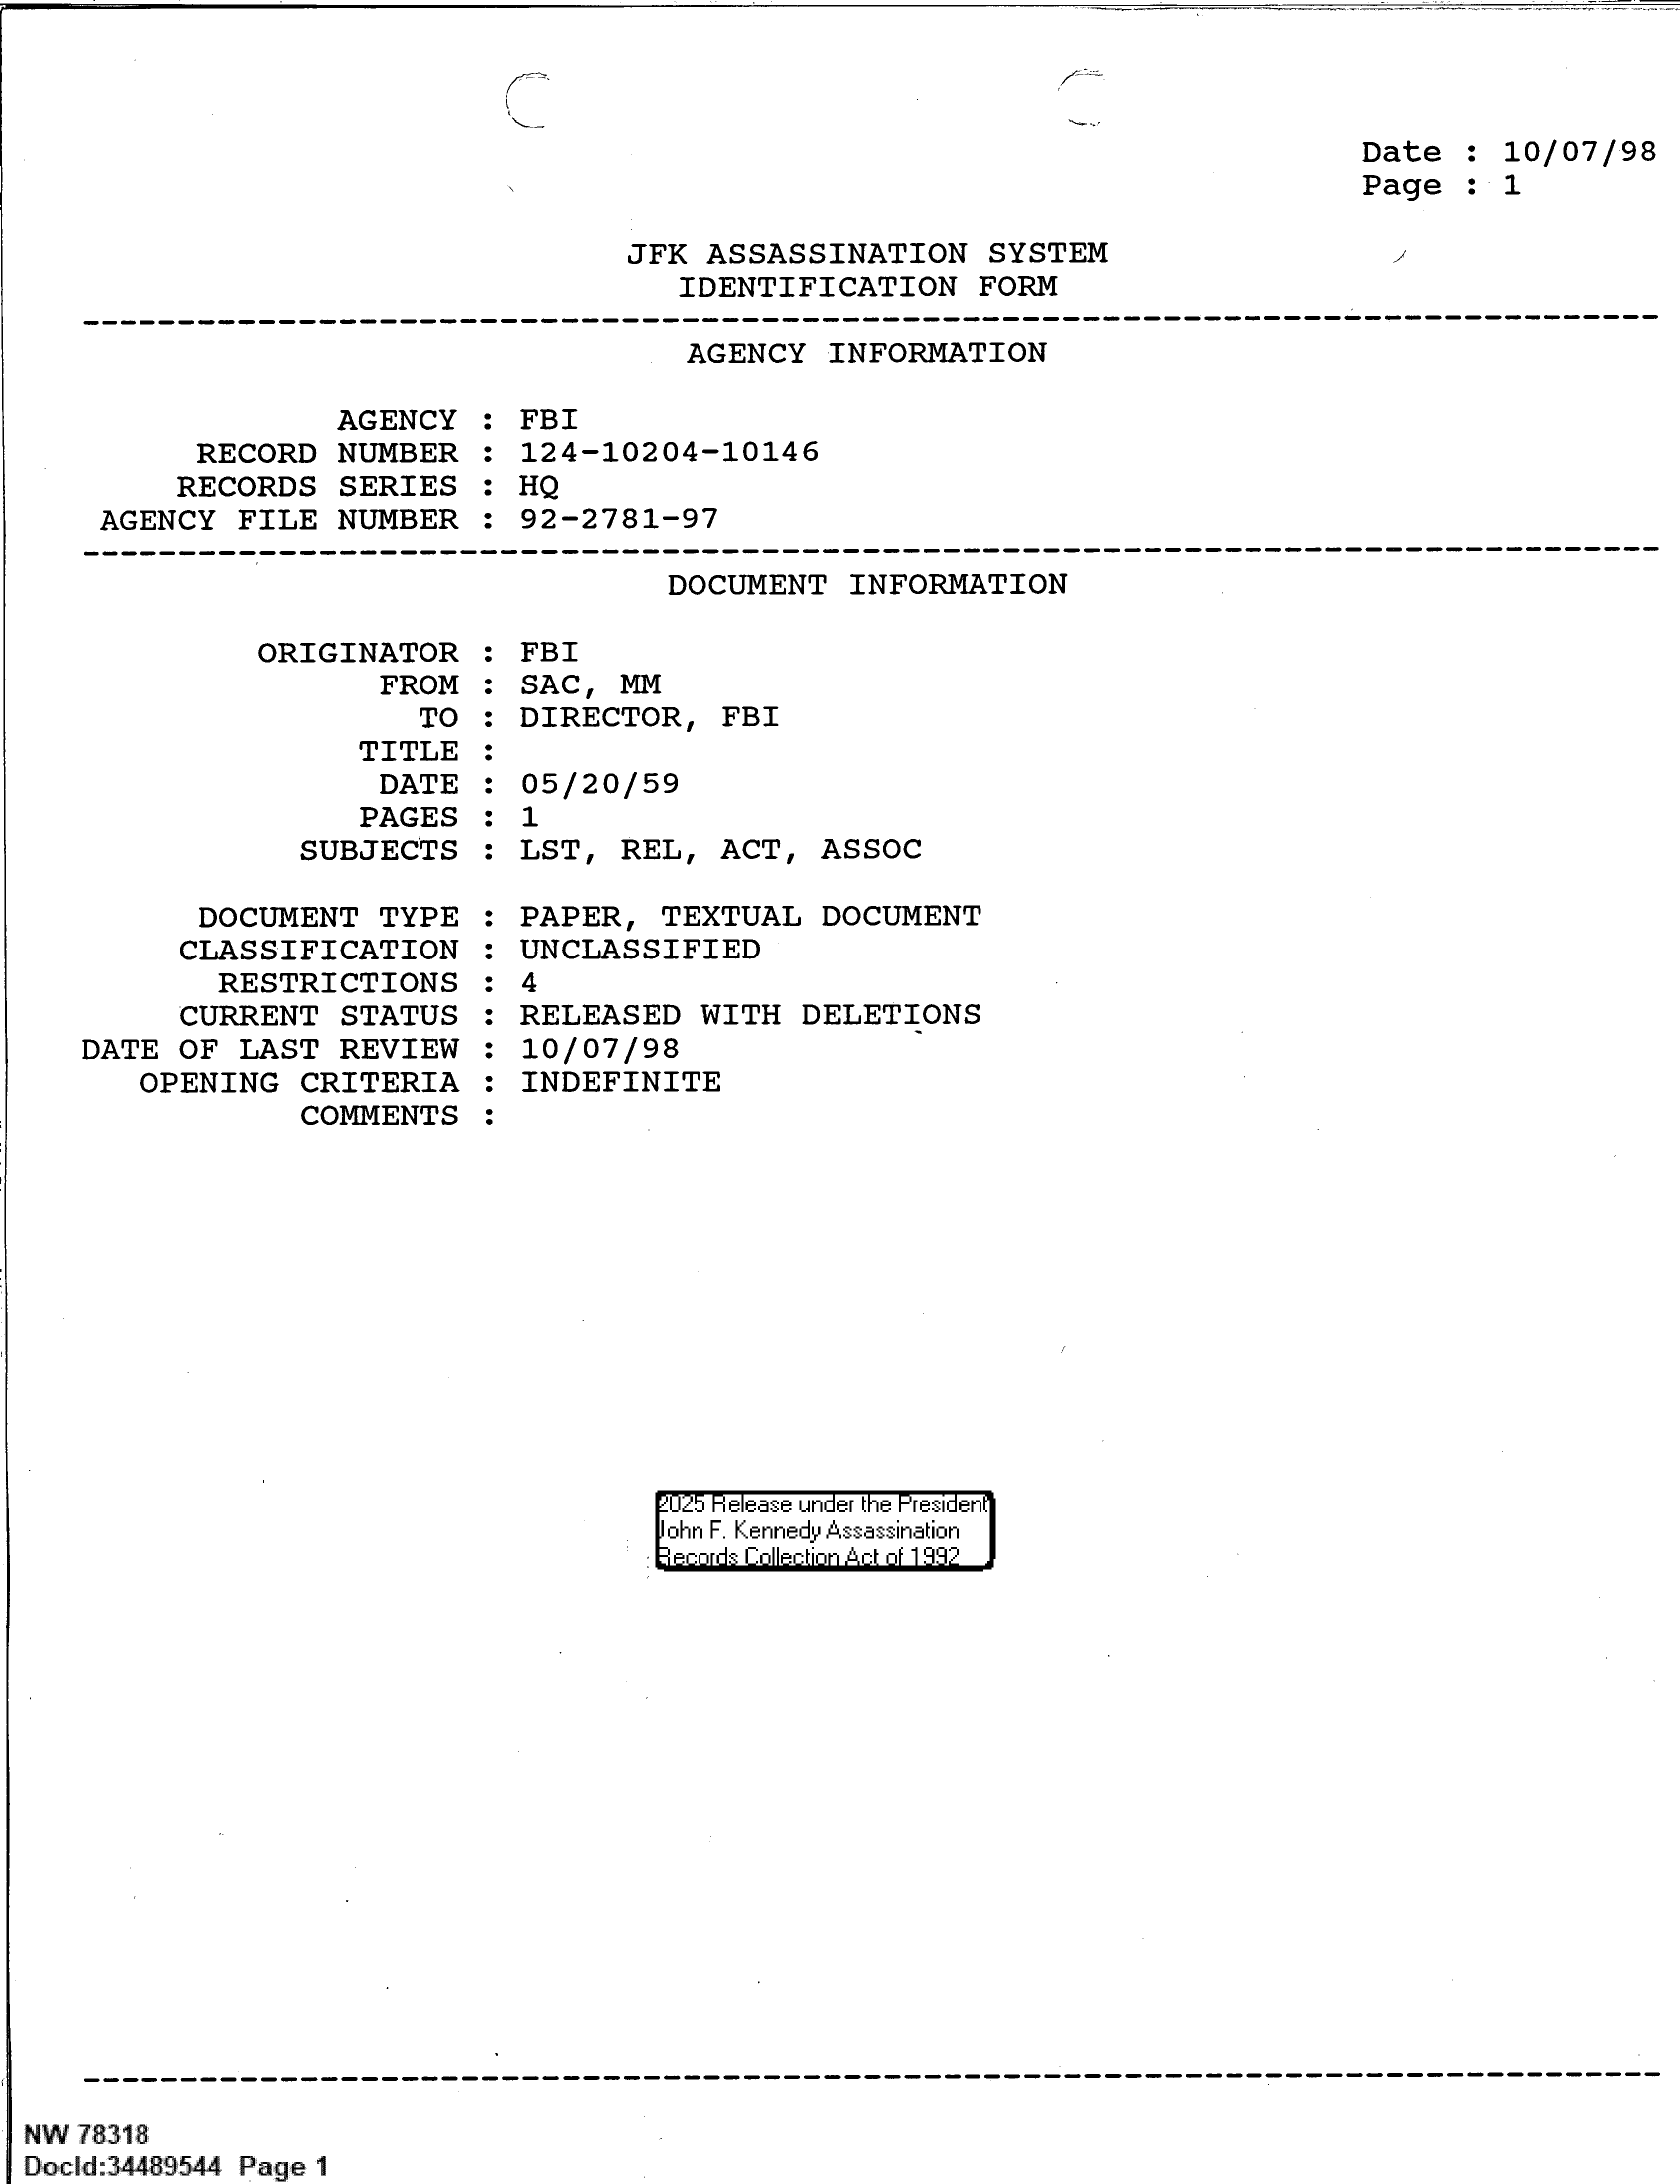 Date : 10/07/98
Page : 1
JFK ASSASSINATION SYSTEM
IDENTIFICATION FORM
--------------------------------------------------------------------------------
AGENCY INFORMATION
AGENCY : FBI
RECORD NUMBER : 124-10204-10146
RECORDS SERIES : HQ
AGENCY FILE NUMBER : 92-2781-97
--------------------------------------------------------------------------------
DOCUMENT INFORMATION
ORIGINATOR : FBI
FROM : SAC, MM
TO : DIRECTOR, FBI
TITLE :
DATE : 05/20/59
PAGES : 1
SUBJECTS : LST, REL, ACT, ASSOC
DOCUMENT TYPE : PAPER, TEXTUAL DOCUMENT
CLASSIFICATION : UNCLASSIFIED
RESTRICTIONS : 4
CURRENT STATUS : RELEASED WITH DELETIONS
DATE OF LAST REVIEW : 10/07/98
OPENING CRITERIA : INDEFINITE
COMMENTS :
2025 Release under the President
John F. Kennedy Assassination
Records Collection Act of 1992
--------------------------------------------------------------------------------
NW 78318
DocId:34489544 Page 1